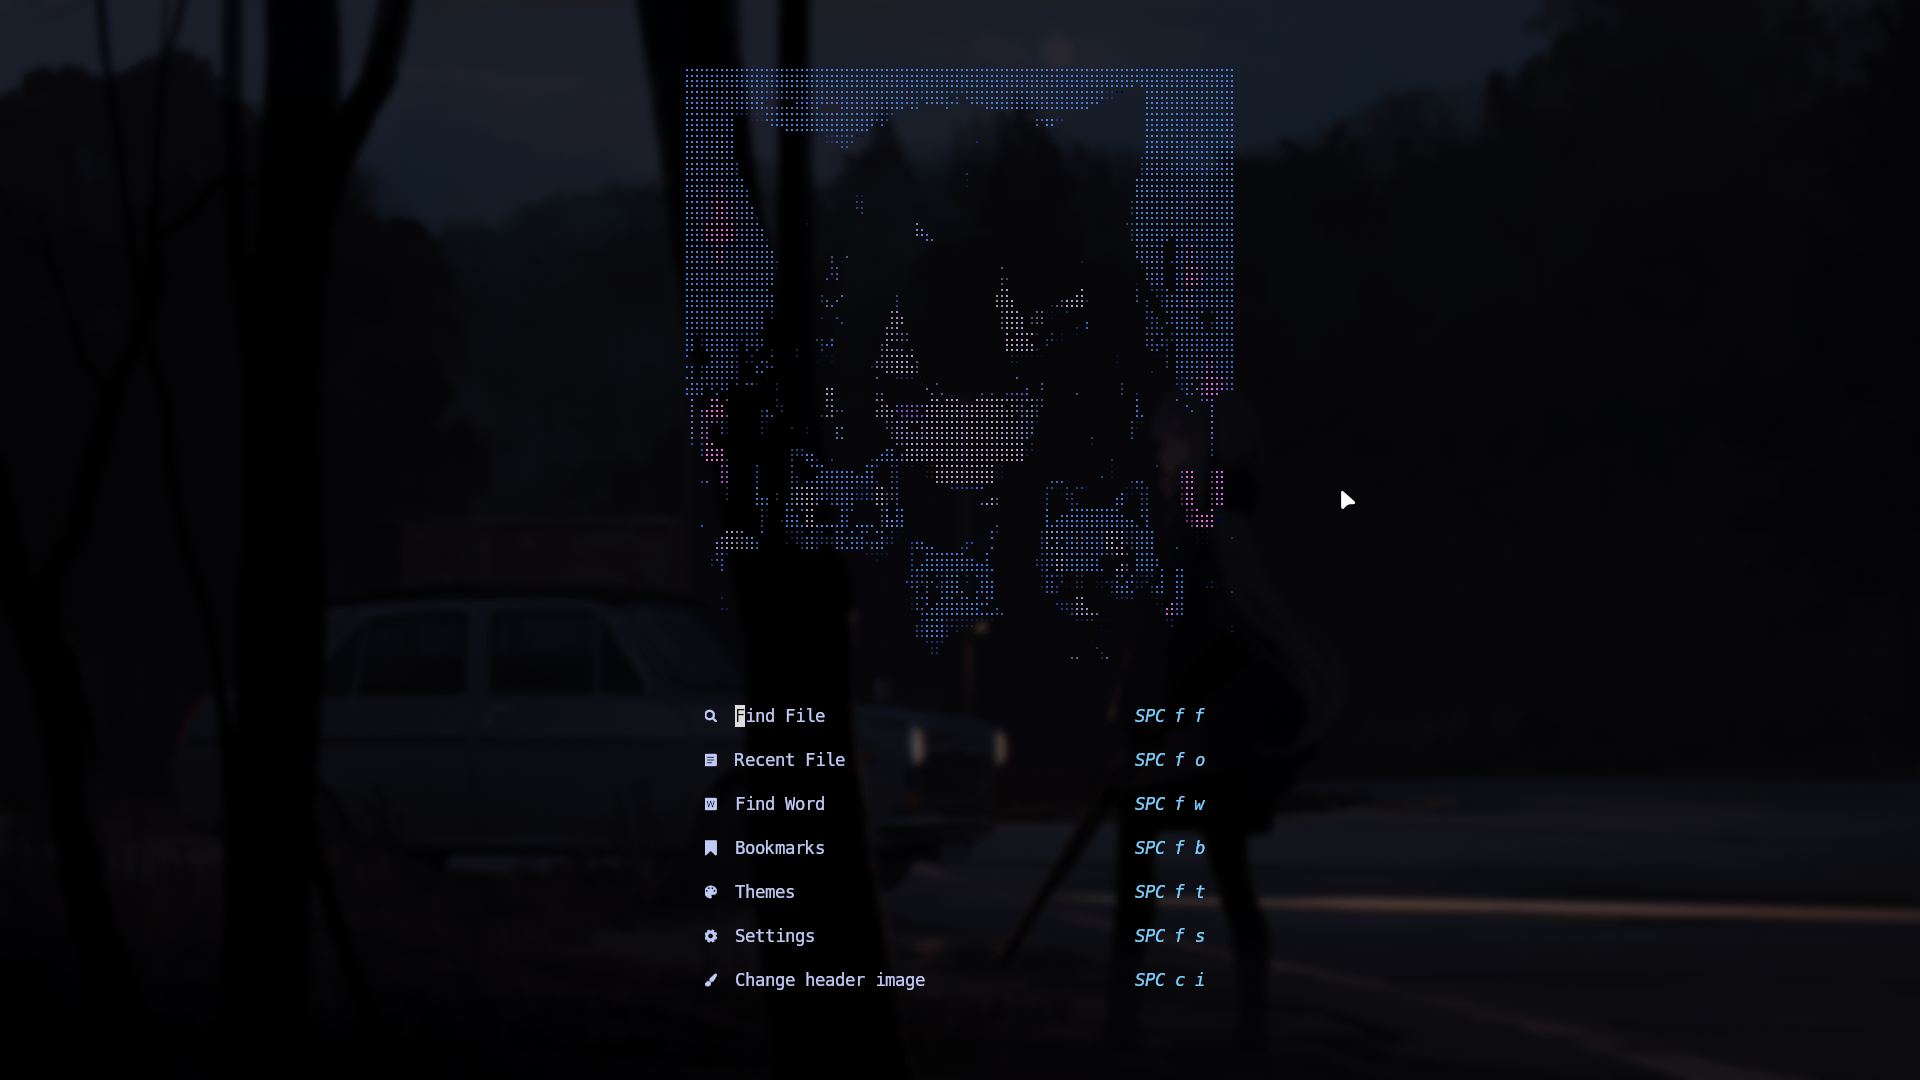 Find File SPC f f
Recent File SPC f o
Find Word SPC f w
Bookmarks SPC f b
Themes SPC f t
Settings SPC f s
Change header image SPC c i